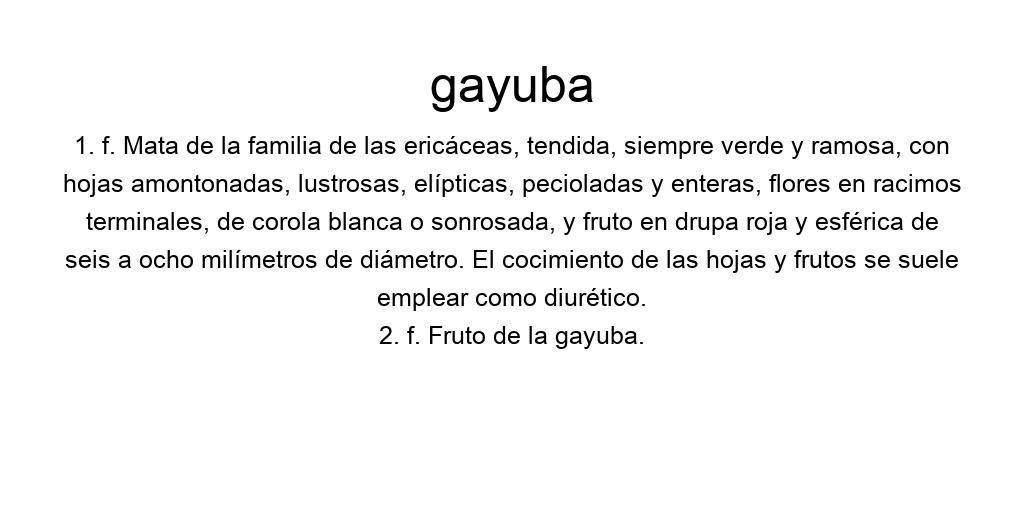 gayuba
1. f. Mata de la familia de las ericáceas, tendida, siempre verde y ramosa, con
hojas amontonadas, lustrosas, elípticas, pecioladas y enteras, flores en racimos
terminales, de corola blanca o sonrosada, y fruto en drupa roja y esférica de
seis a ocho milímetros de diámetro. El cocimiento de las hojas y frutos se suele
emplear como diurético.
2. f. Fruto de la gayuba.